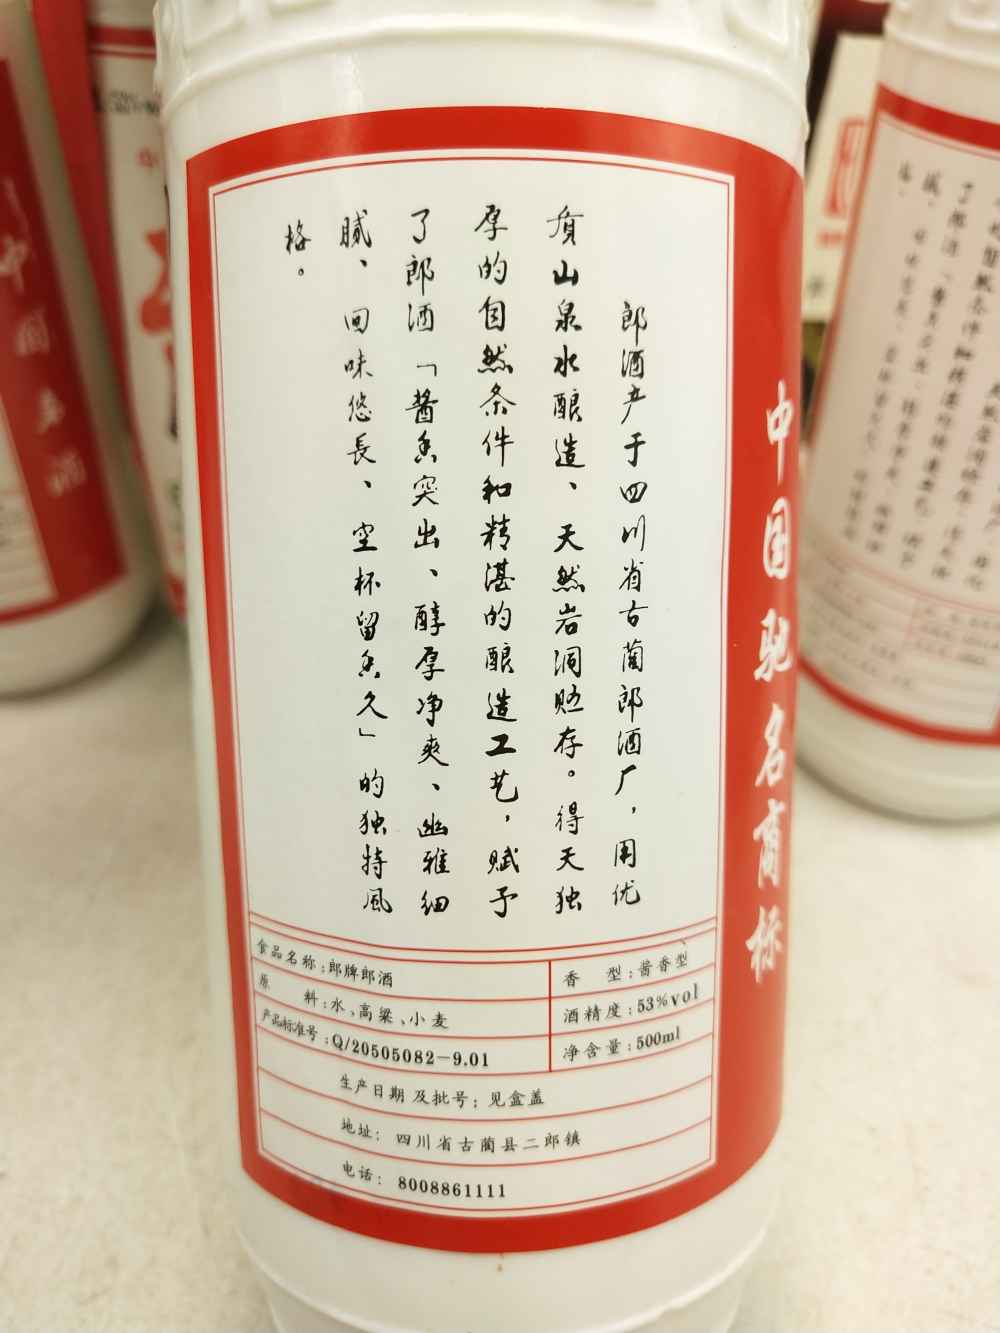 郎酒产于四川省古蔺郎酒厂，用优
质山泉水酿造、天然岩洞贮存。得天独
厚的自然条件和精湛的酿造工艺，赋予
了郎酒「酱香突出、醇厚净爽、幽雅细
腻、回味悠長、空杯留香久」的独特風
格。
中国驰名商标
食品名称：郎牌郎酒
香 型：酱香型
原 料：水、高粱、小麦
酒精度：53%vol
产品标准号：Q/20505082-9.01
净含量：500ml
生产日期及批号：见盒盖
地址：四川省古蔺县二郎镇
电话：8008861111